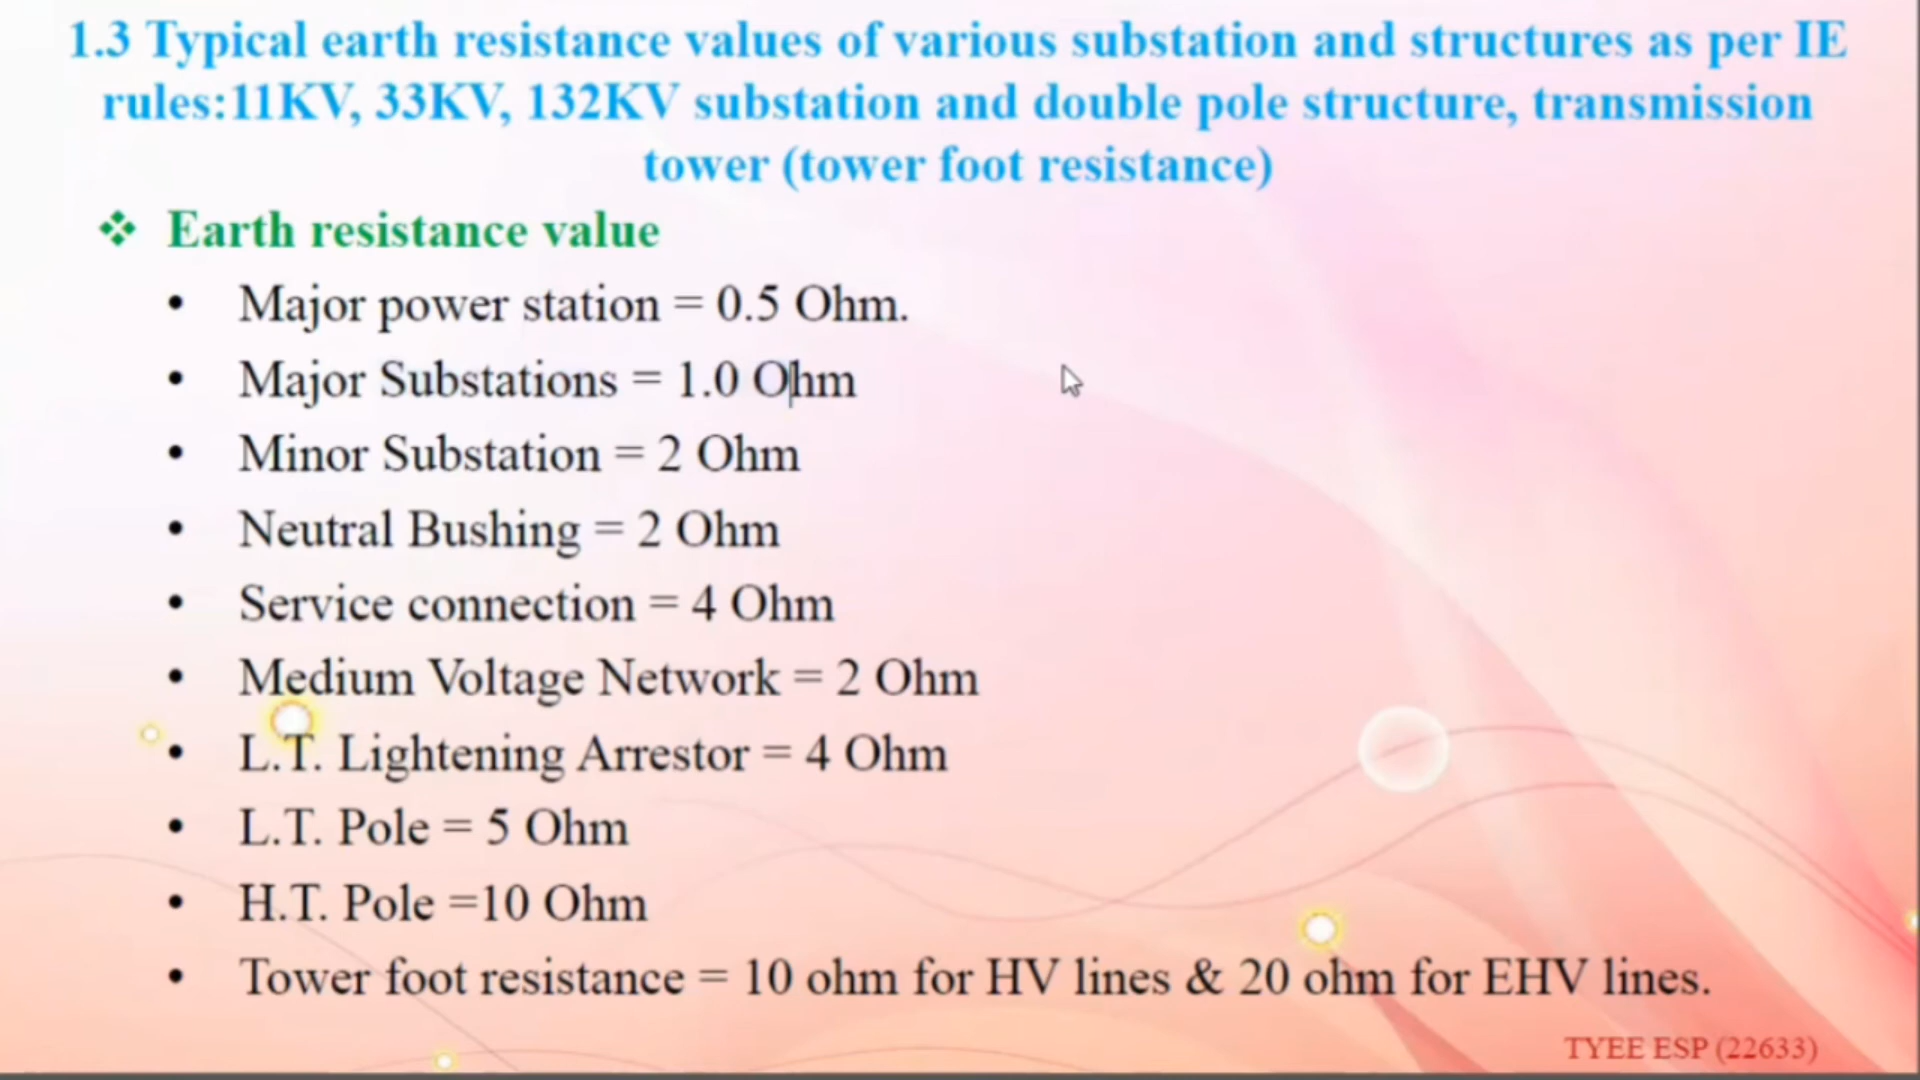 1.3 Typical earth resistance values of various substation and structures as per IE
rules:11KV, 33KV, 132KV substation and double pole structure, transmission
tower (tower foot resistance)
❖ Earth resistance value
• Major power station = 0.5 Ohm.
• Major Substations = 1.0 Ohm
• Minor Substation = 2 Ohm
• Neutral Bushing = 2 Ohm
• Service connection = 4 Ohm
• Medium Voltage Network = 2 Ohm
• L.T. Lightening Arrestor = 4 Ohm
• L.T. Pole = 5 Ohm
• H.T. Pole =10 Ohm
• Tower foot resistance = 10 ohm for HV lines & 20 ohm for EHV lines.
TYEE ESP (22633)